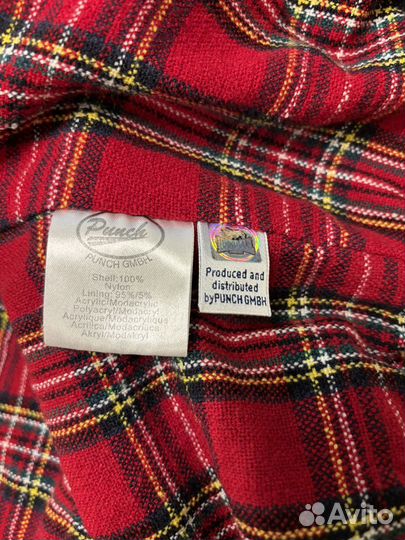 Punch
PUNCH GMBH
Shell: 100%
Nylon
Lining: 95%/5%
Acrylic/Modacrylic
Polyacryl/Modacryl
Acrylique/Modacrylique
Acrilica/Modacrilica
Akryl/Modakryl
Produced and
distributed
byPUNCH GMBH
Avito